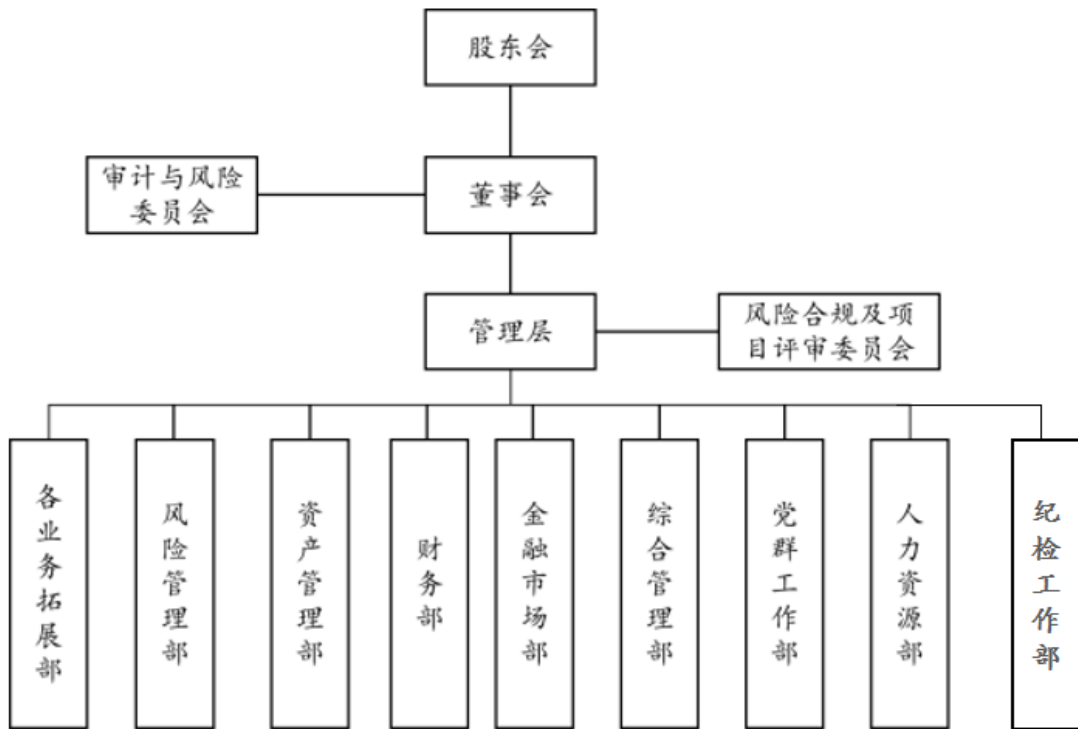 股东会
审计与风险
委员会
董事会
管理层
风险合规及项
目评审委员会
各业务拓展部
风险管理部
资产管理部
财务部
金融市场部
综合管理部
党群工作部
人力资源部
纪检工作部